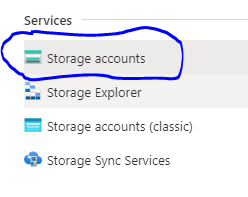 Services
Storage accounts
Storage Explorer
Storage accounts (classic)
Storage Sync Services